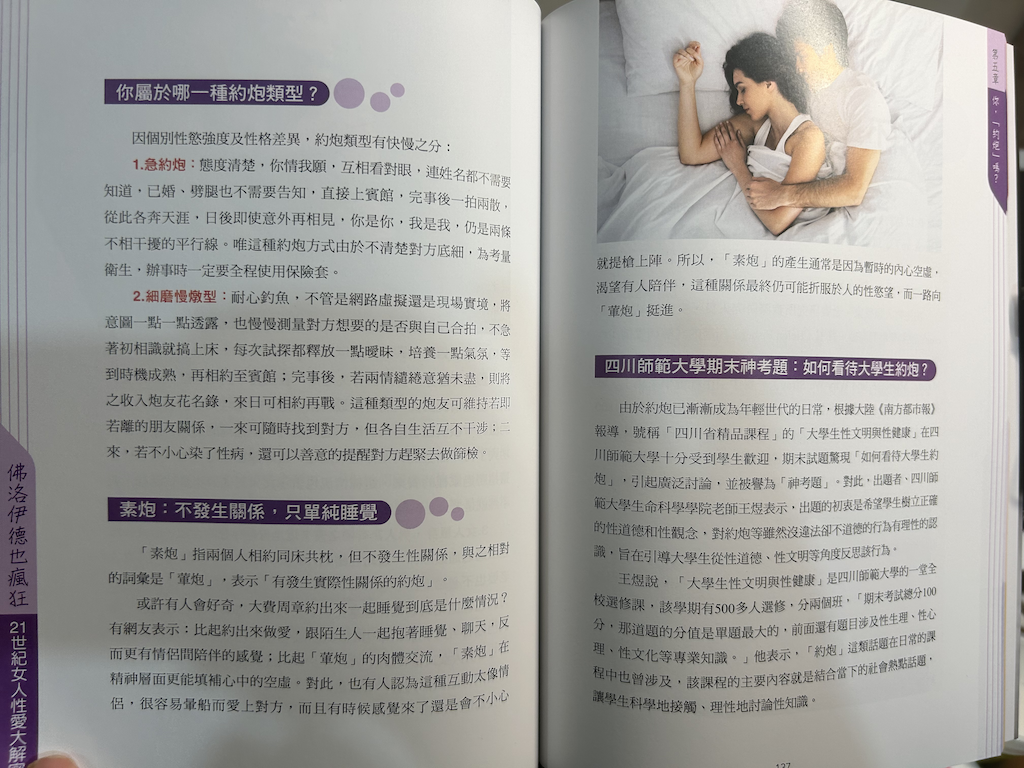 你屬於哪一種約炮類型？
因個別性慾強度及性格差異，約炮類型有快慢之分：
1.急約炮：態度清楚，你情我願，互相看對眼，連姓名都不需要
知道，已婚、劈腿也不需要告知，直接上賓館，完事後一拍兩散，
從此各奔天涯，日後即使意外再相見，你是你，我是我，仍是兩條
不相干擾的平行線。唯這種約炮方式由於不清楚對方底細，為考量
衛生，辦事時一定要全程使用保險套。
2.細磨慢燉型：耐心釣魚，不管是網路虛擬還是現場實境，將
意圖一點一點透露，也慢慢測量對方想要的是否與自己合拍，不急
著初相識就搞上床，每次試探都釋放一點曖昧，培養一點氣氛，等
到時機成熟，再相約至賓館；完事後，若兩情繾綣意猶未盡，則將
之收入炮友花名錄，來日可相約再戰。這種類型的炮友可維持若即
若離的朋友關係，一來可隨時找到對方，但各自生活互不干涉；二
來，若不小心染了性病，還可以善意的提醒對方趕緊去做篩檢。
素炮：不發生關係，只單純睡覺
「素炮」指兩個人相約同床共枕，但不發生性關係，與之相對
的詞彙是「葷炮」，表示「有發生實際性關係的約炮」。
或許有人會好奇，大費周章約出來一起睡覺到底是什麼情況？
有網友表示：比起約出來做愛，跟陌生人一起抱著睡覺、聊天，反
而更有情侶間陪伴的感覺；比起「葷炮」的肉體交流，「素炮」在
精神層面更能填補心中的空虛。對此，也有人認為這種互動太像情
侶，很容易暈船而愛上對方，而且有時候感覺來了還是會不小心
佛洛伊德也瘋狂
21世紀女人性愛大解密
第五章 你，「約炮」嗎？
就提槍上陣。所以，「素炮」的產生通常是因為暫時的內心空虛，
渴望有人陪伴，這種關係最終仍可能折服於人的性慾望，而一路向
「葷炮」挺進。
四川師範大學期末神考題：如何看待大學生約炮？
由於約炮已漸漸成為年輕世代的日常，根據大陸《南方都市報》
報導，號稱「四川省精品課程」的「大學生性文明與性健康」在四
川師範大學十分受到學生歡迎，期末試題驚現「如何看待大學生約
炮」，引起廣泛討論，並被譽為「神考題」。對此，出題者、四川師
範大學生命科學學院老師王煜表示，出題的初衷是希望學生樹立正確
的性道德和性觀念，對約炮等雖然沒違法卻不道德的行為有理性的認
識，旨在引導大學生從性道德、性文明等角度反思該行為。
王煜說，「大學生性文明與性健康」是四川師範大學的一堂全
校選修課，該學期有500多人選修，分兩個班，「期末考試總分100
分，那道題的分值是單題最大的，前面還有題目涉及性生理、性心
理、性文化等專業知識。」他表示，「約炮」這類話題在日常的課
程中也曾涉及，該課程的主要內容就是結合當下的社會熱點話題，
讓學生科學地接觸、理性地討論性知識。
137